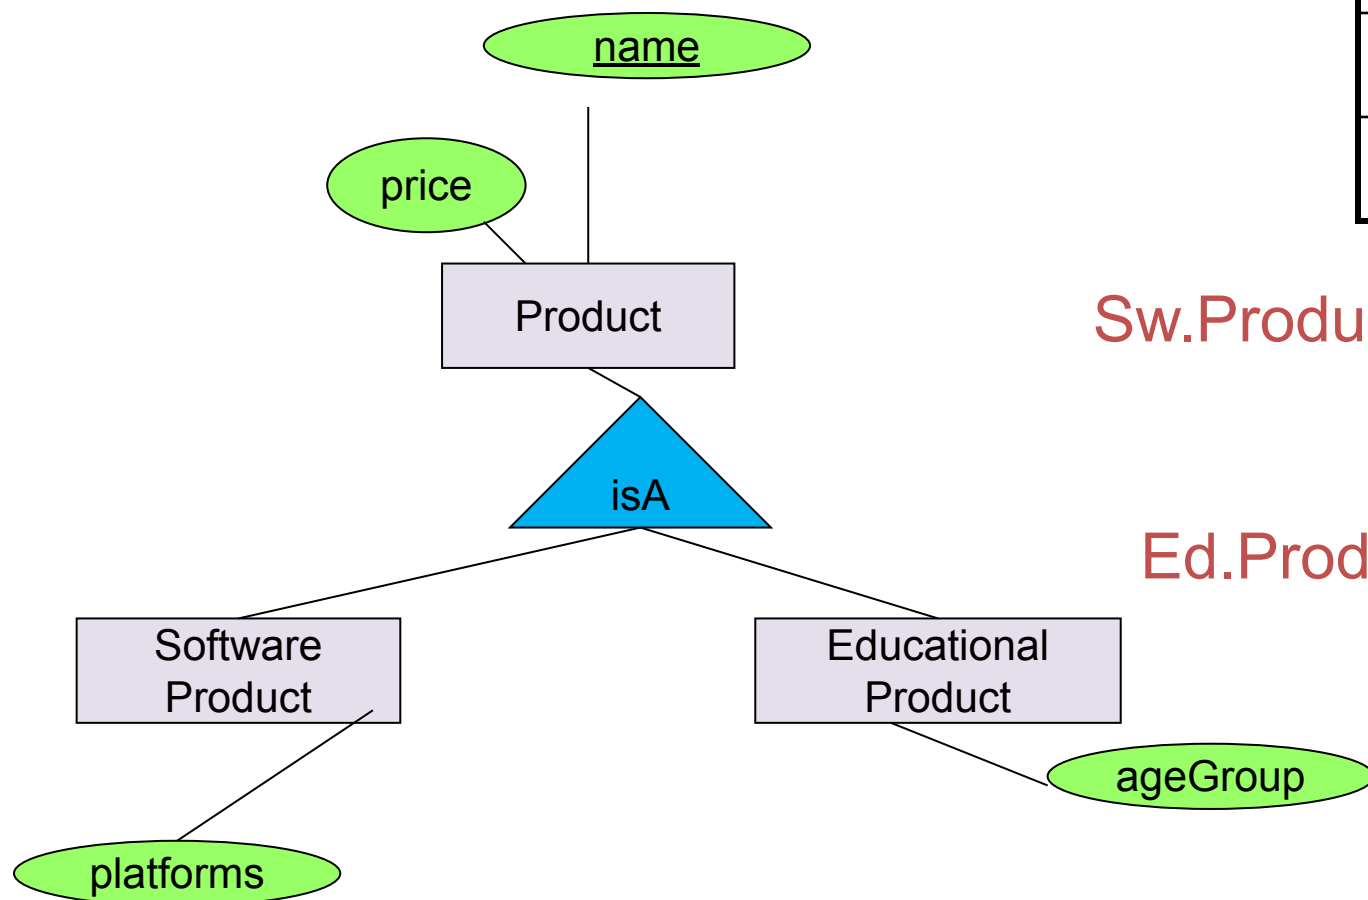 name
price
Product
Sw.Produ
isA
Ed.Prod
Software
Product
Educational
Product
ageGroup
platforms